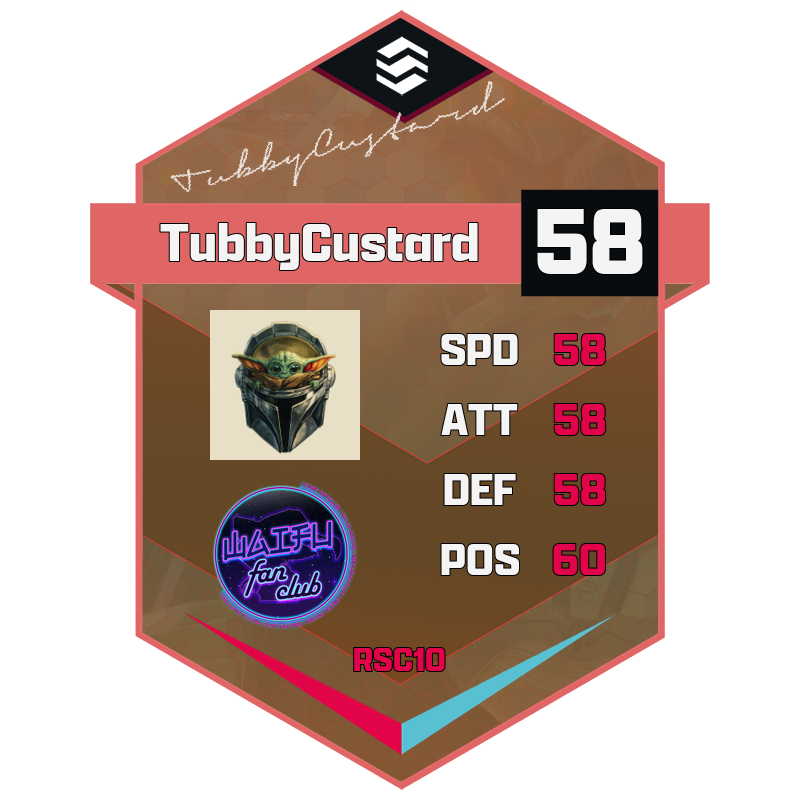 TubbyCustard
TubbyCustard 58
SPD 58
ATT 58
DEF 58
POS 60
WAIFU
fan
club
RSC10